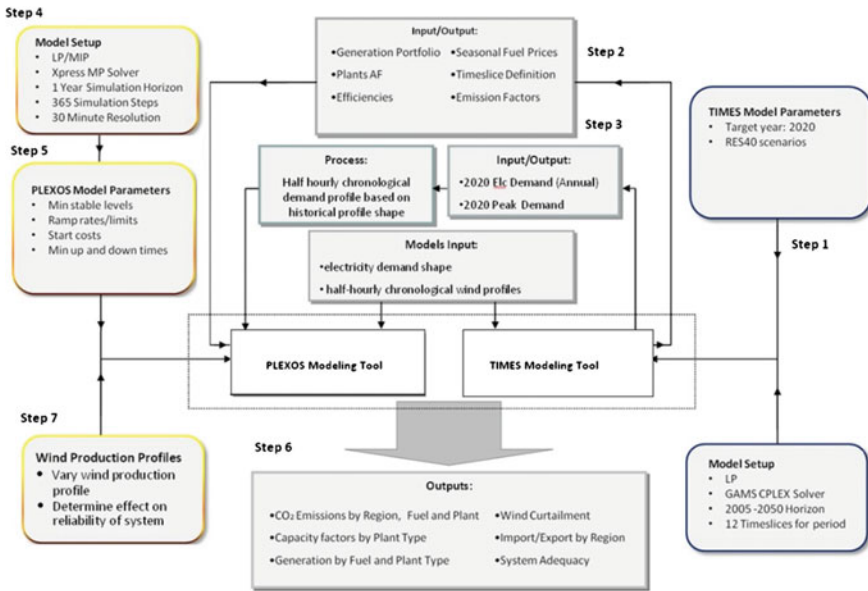 Step 4
Model Setup
• LP/MIP
• Xpress MP Solver
• 1 Year Simulation Horizon
• 365 Simulation Steps
• 30 Minute Resolution
Step 5
PLEXOS Model Parameters
• Min stable levels
• Ramp rates/limits
• Start costs
• Min up and down times
Input/Output:
•Generation Portfolio
•Plants AF
•Efficiencies
•Seasonal Fuel Prices
•Timeslice Definition
•Emission Factors
Step 2
Step 3
Process:
Half hourly chronological
demand profile based on
historical profile shape
Input/Output:
•2020 Elc Demand (Annual)
•2020 Peak Demand
Models Input:
•electricity demand shape
•half-hourly chronological wind profiles
TIMES Model Parameters
• Target year: 2020
• RES40 scenarios
Step 1
PLEXOS Modeling Tool
TIMES Modeling Tool
Step 7
Wind Production Profiles
• Vary wind production
profile
• Determine effect on
reliability of system
Step 6
Outputs:
•CO₂ Emissions by Region, Fuel and Plant
•Capacity factors by Plant Type
•Generation by Fuel and Plant Type
•Wind Curtailment
•Import/Export by Region
•System Adequacy
Model Setup
• LP
• GAMS CPLEX Solver
• 2005 -2050 Horizon
• 12 Timeslices for period